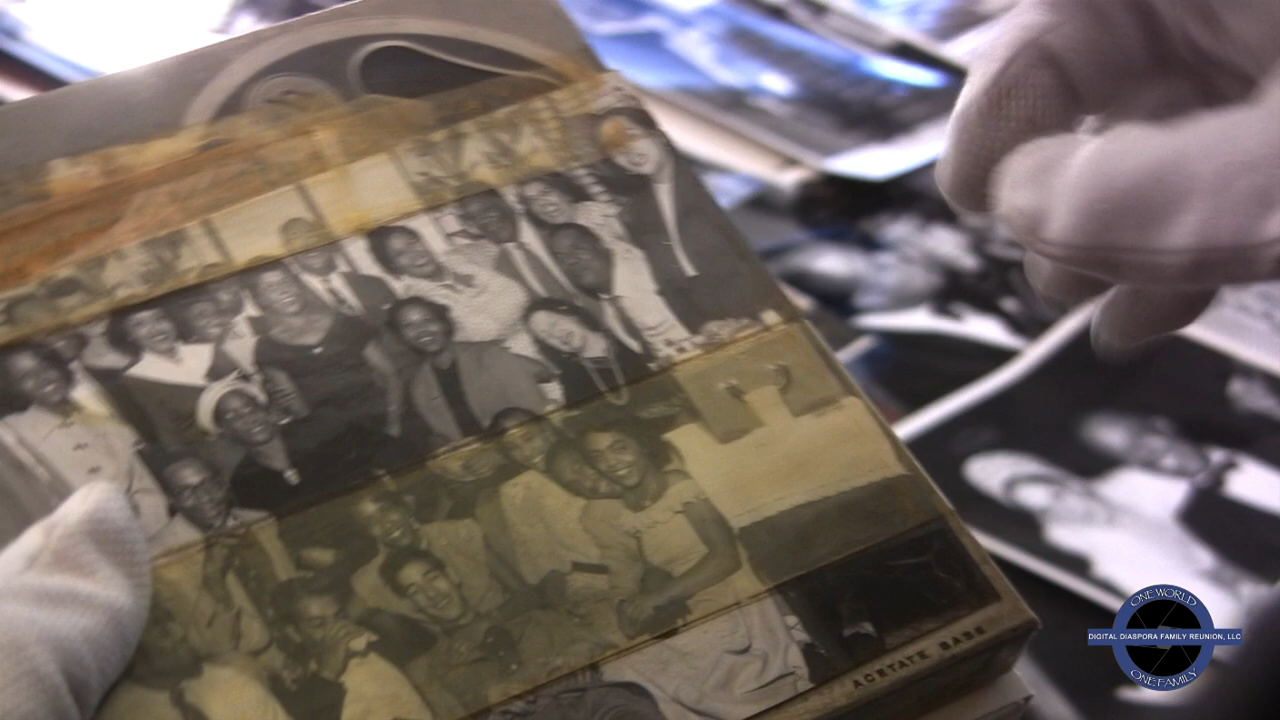 ACETATE BASE
ONE WORLD
DIGITAL DIASPORA FAMILY REUNION, LLC
ONE FAMILY